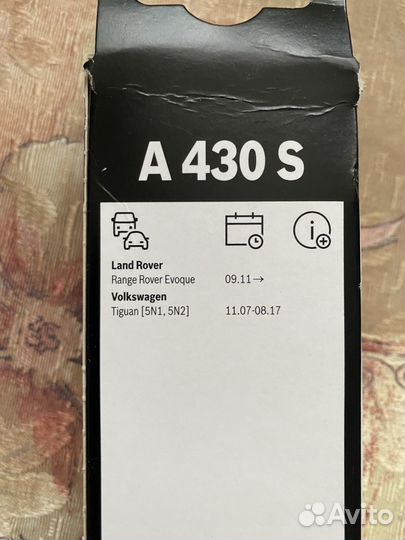 A 430 S
Land Rover
Range Rover Evoque 09.11→
Volkswagen
Tiguan [5N1, 5N2] 11.07-08.17
Avito